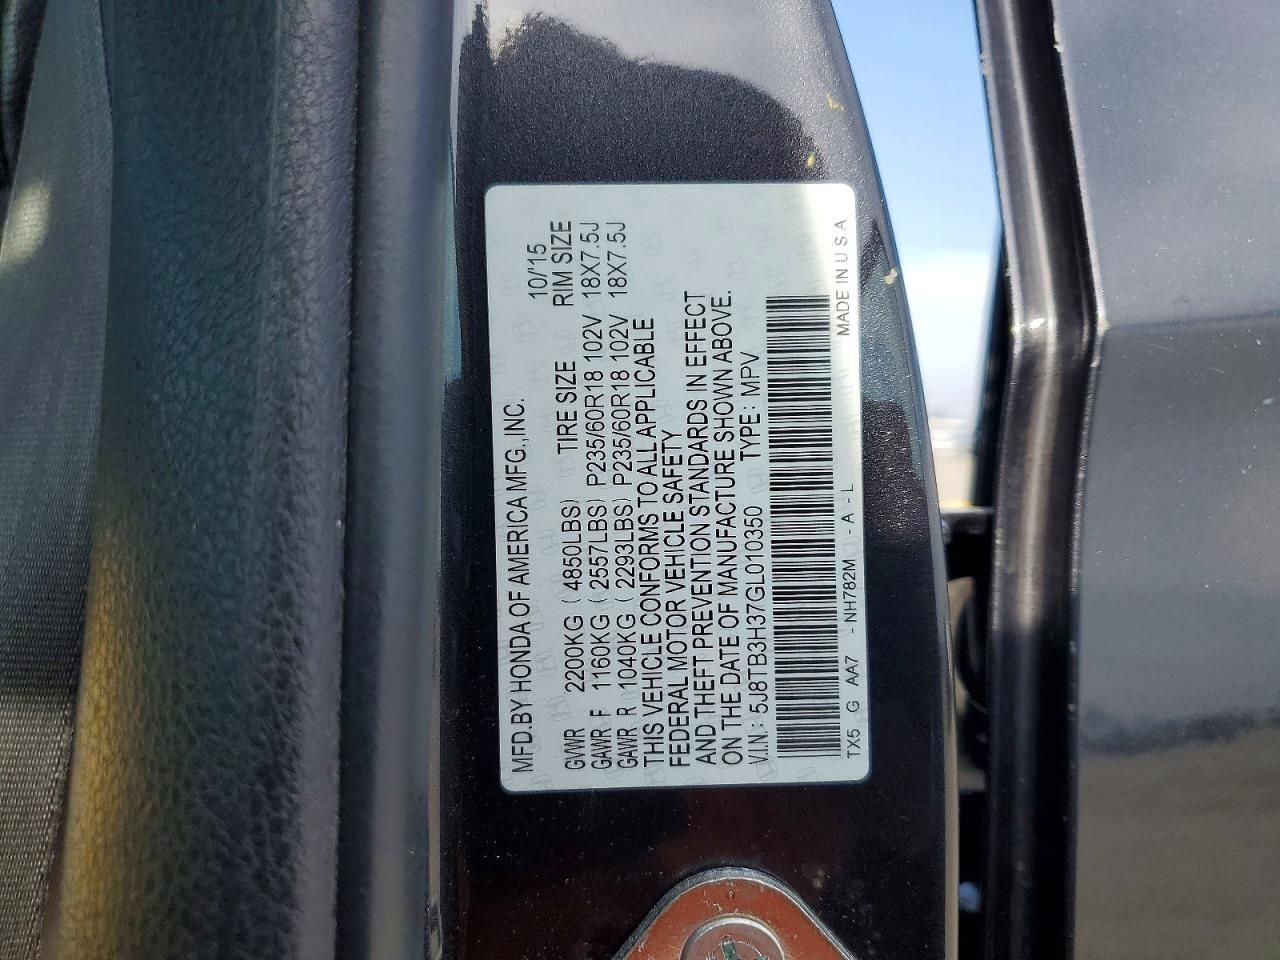 MFD. BY HONDA OF AMERICA MFG., INC. 10/'15
GVWR 2200KG ( 4850LBS) TIRE SIZE RIM SIZE
GAWR F 1160KG ( 2557LBS) P235/60R18 102V 18X7.5J
GAWR R 1040KG ( 2293LBS) P235/60R18 102V 18X7.5J
THIS VEHICLE CONFORMS TO ALL APPLICABLE
FEDERAL MOTOR VEHICLE SAFETY
AND THEFT PREVENTION STANDARDS IN EFFECT
ON THE DATE OF MANUFACTURE SHOWN ABOVE.
V.I.N.: 5J8TB3H37GL010350 TYPE: MPV
TX5 G AA7 - NH782M - A - L MADE IN U S A